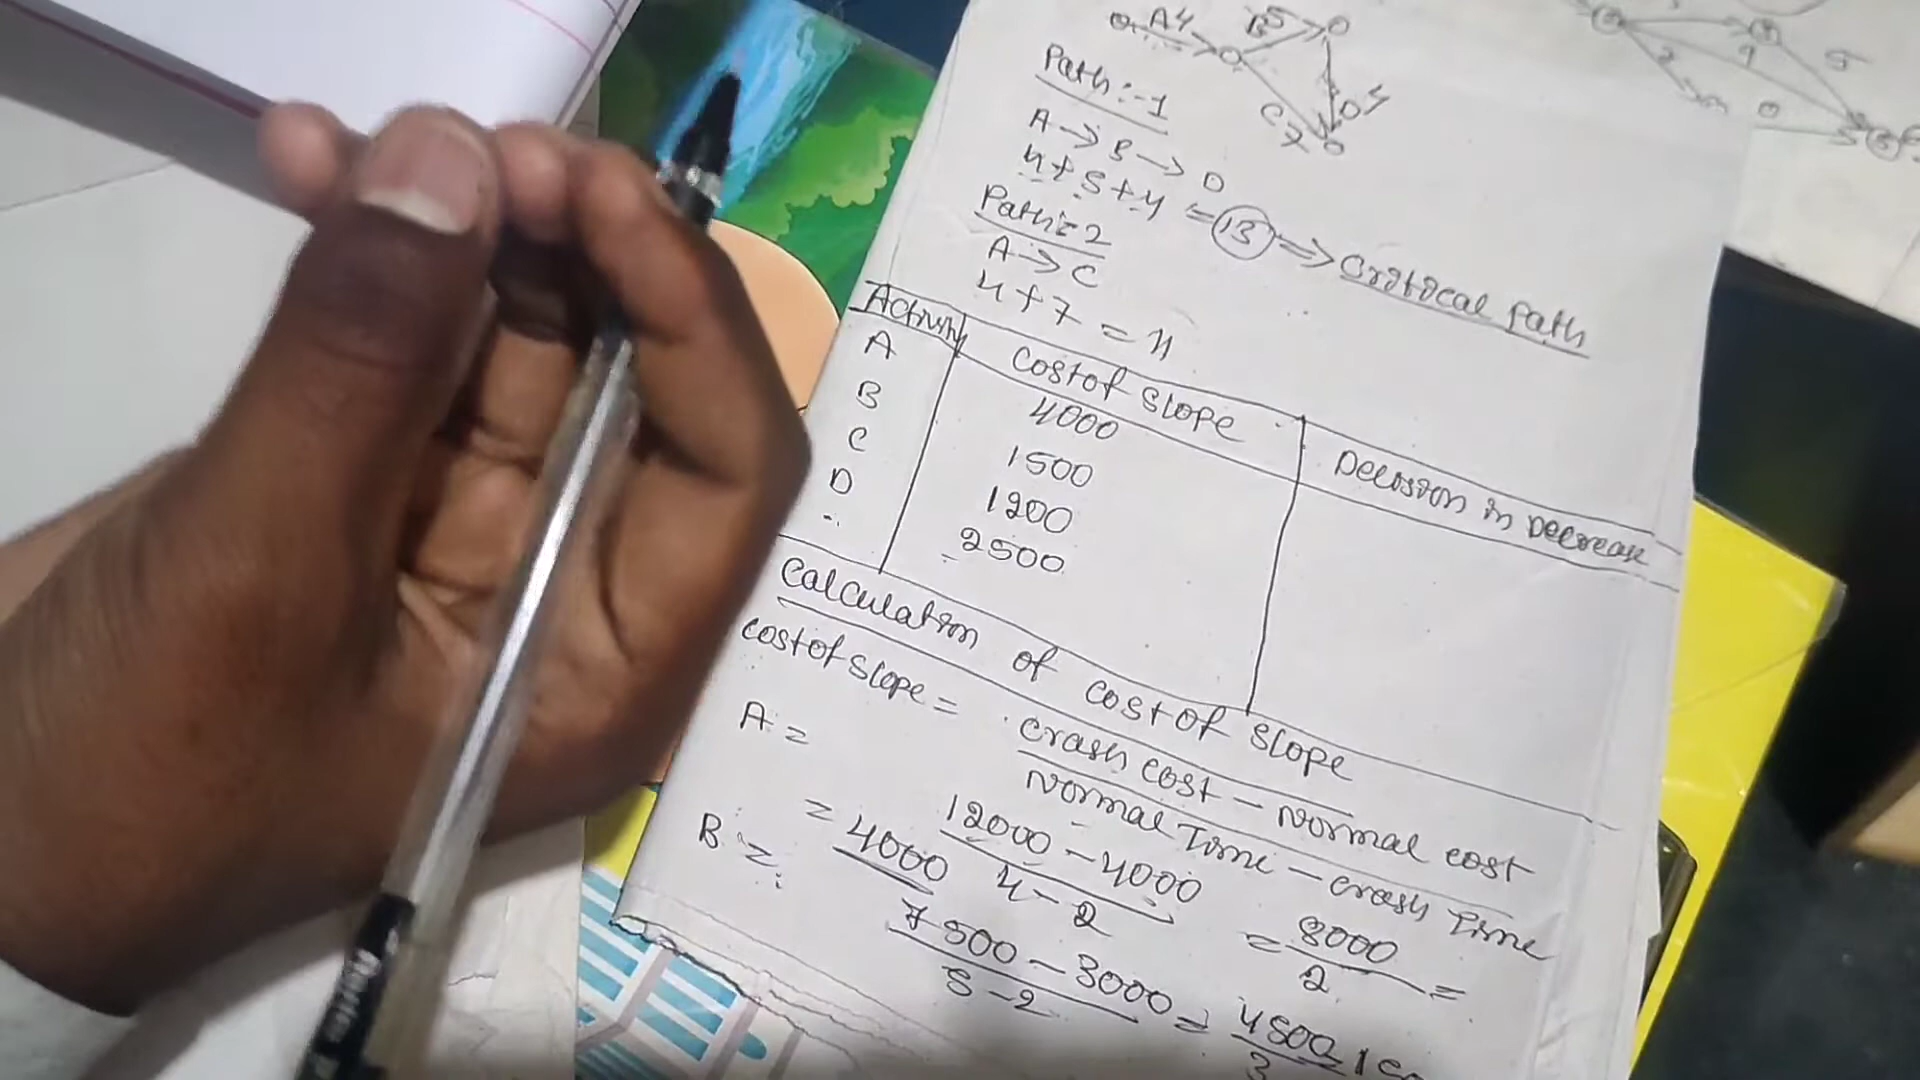 A4
B5
C7
D4
Path:-1
A → B → D
4+5+4 = 13 ⇒ Critical Path
Path:-2
A → C
4+7 = 11
Activity | Cost of Slope | Decision in Decrease
A 4000
B 1500
C 1200
D 2500
Calculation of cost of slope
Cost of slope = crash cost - Normal cost
Normal Time - crash Time
A = 12000 - 4000
4-2
= 8000
2
=
= 4000
B = 7500 - 3000
5-2
= 4500
3